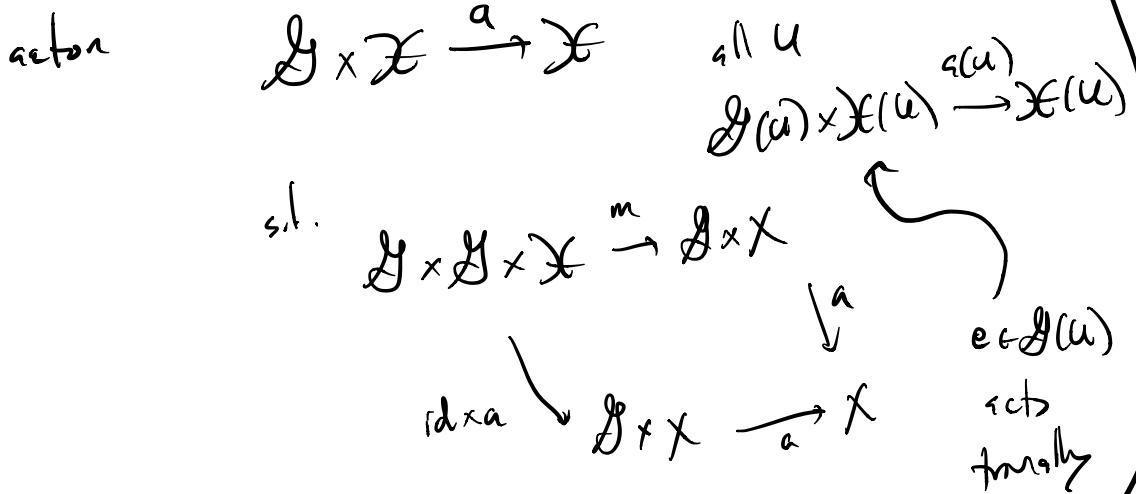 action 𝒢 × 𝒳 —a→ 𝒳 all U
𝒢(U) × 𝒳(U) —a(U)→ 𝒳(U)
s.t. 𝒢 × 𝒢 × 𝒳 —m→ 𝒢 × X
↓ a
id × a ↘ 𝒢 × X —a→ X
e ∈ 𝒢(U)
acts
trivially